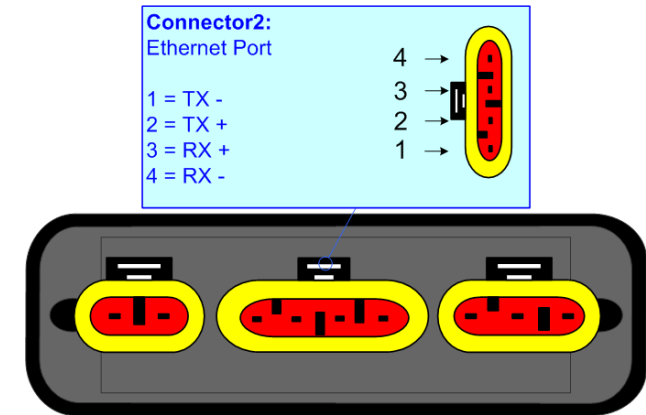 Connector2:
Ethernet Port
1 = TX -
2 = TX +
3 = RX +
4 = RX -
4
3
2
1